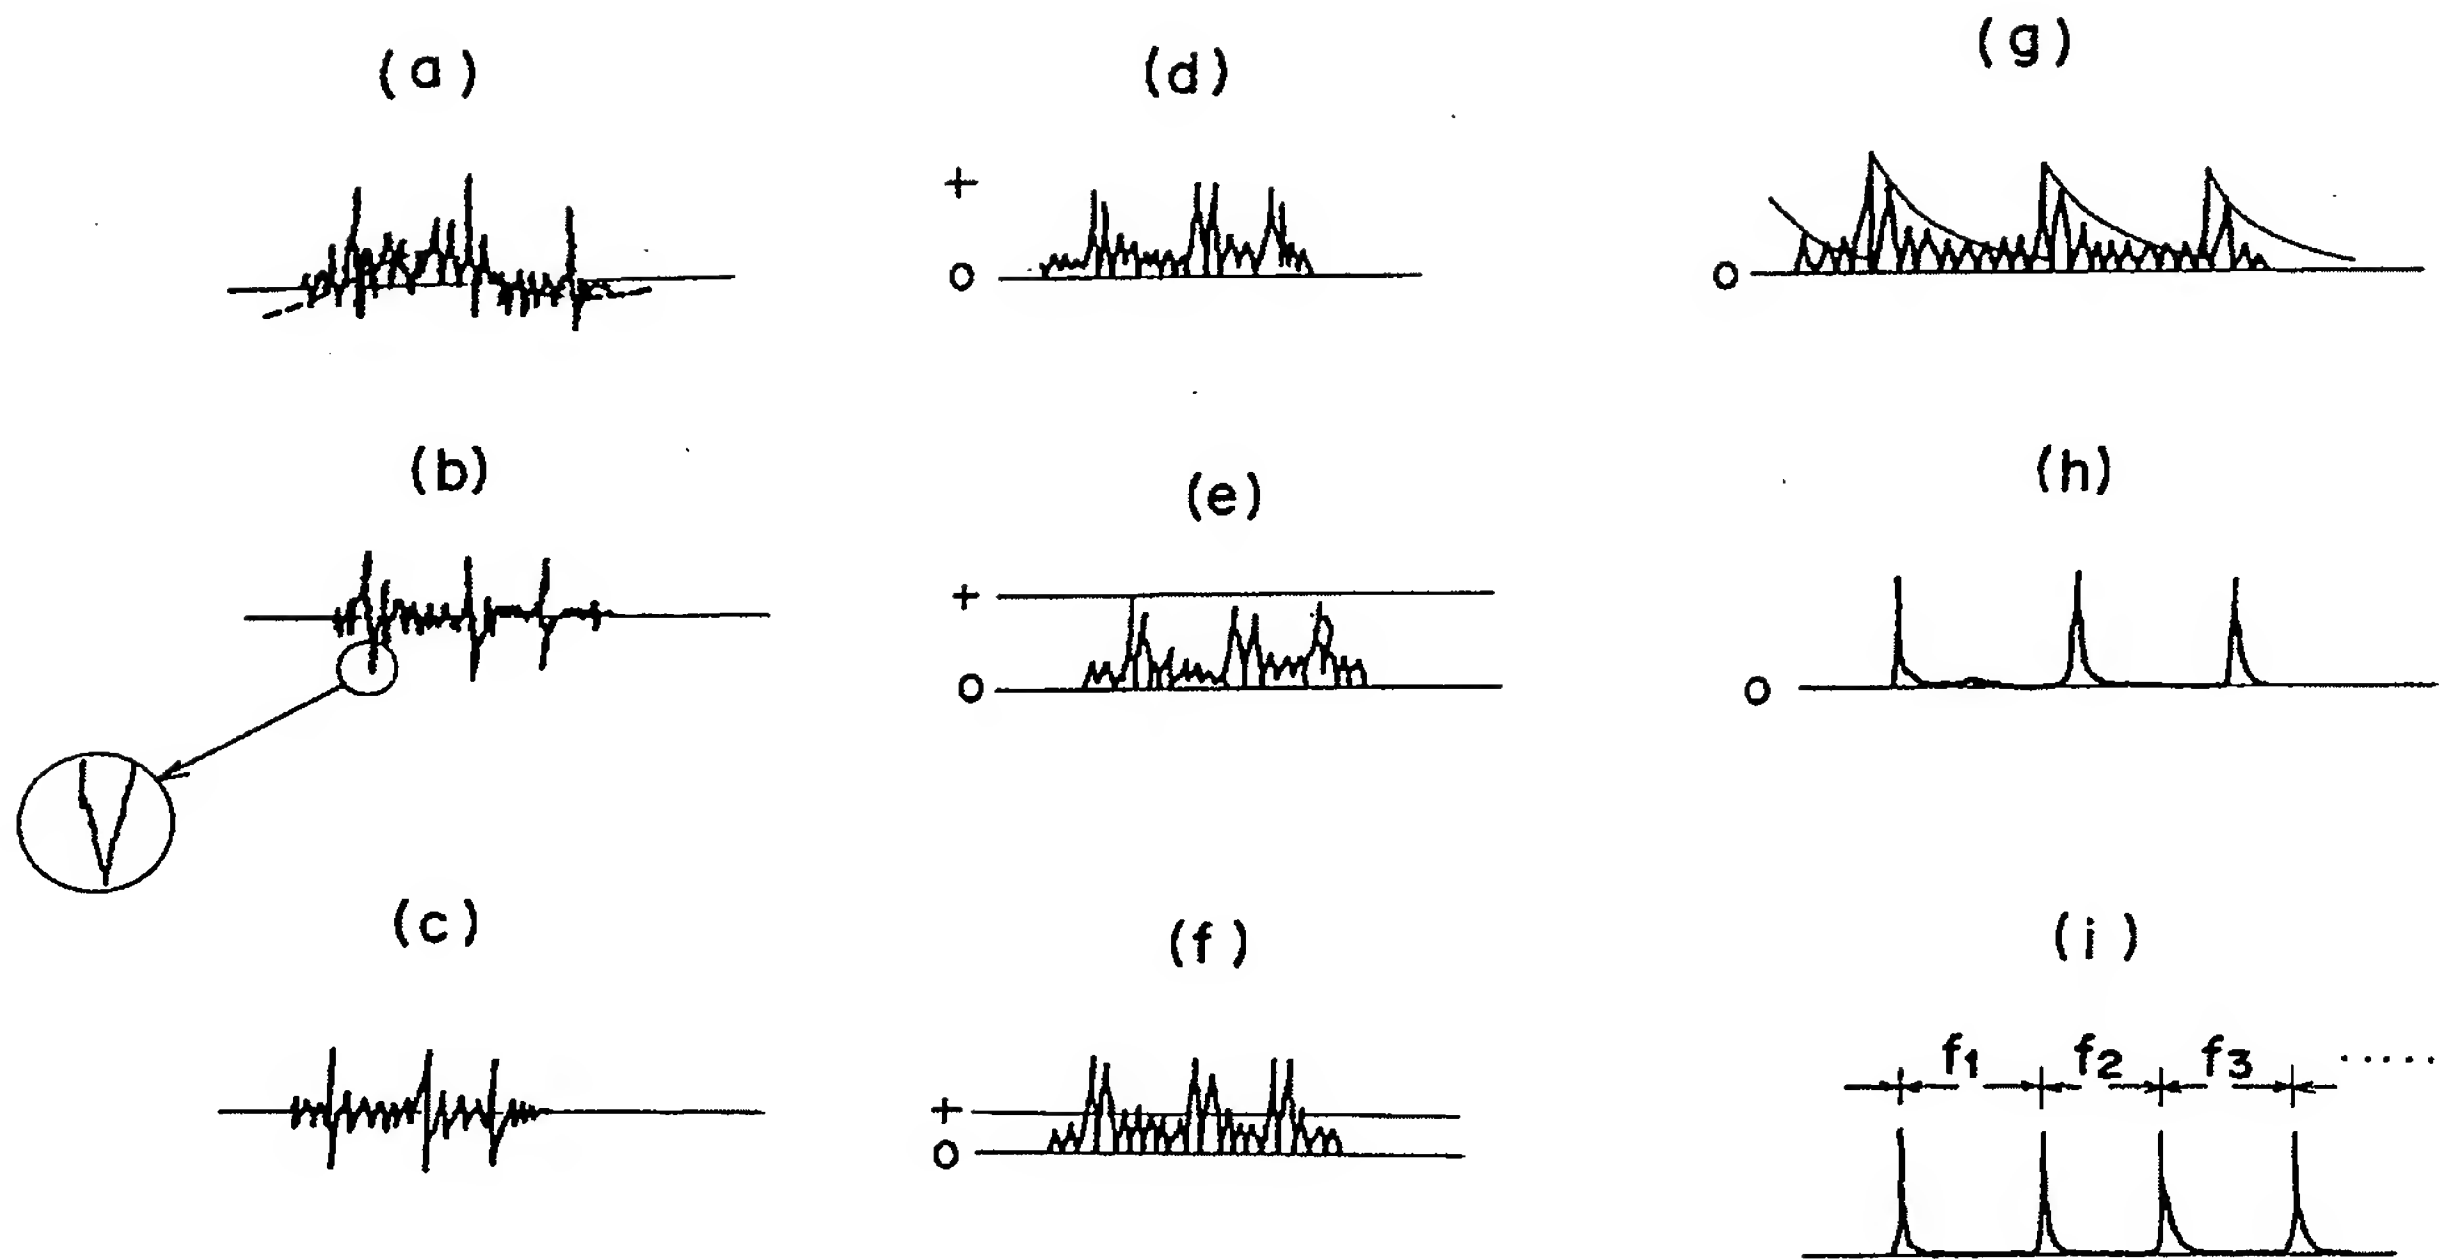 (a)
(b)
(c)
(d)
+
0
(e)
+
0
(f)
+
0
(g)
0
(h)
0
(i)
f1 f2 f3 .....